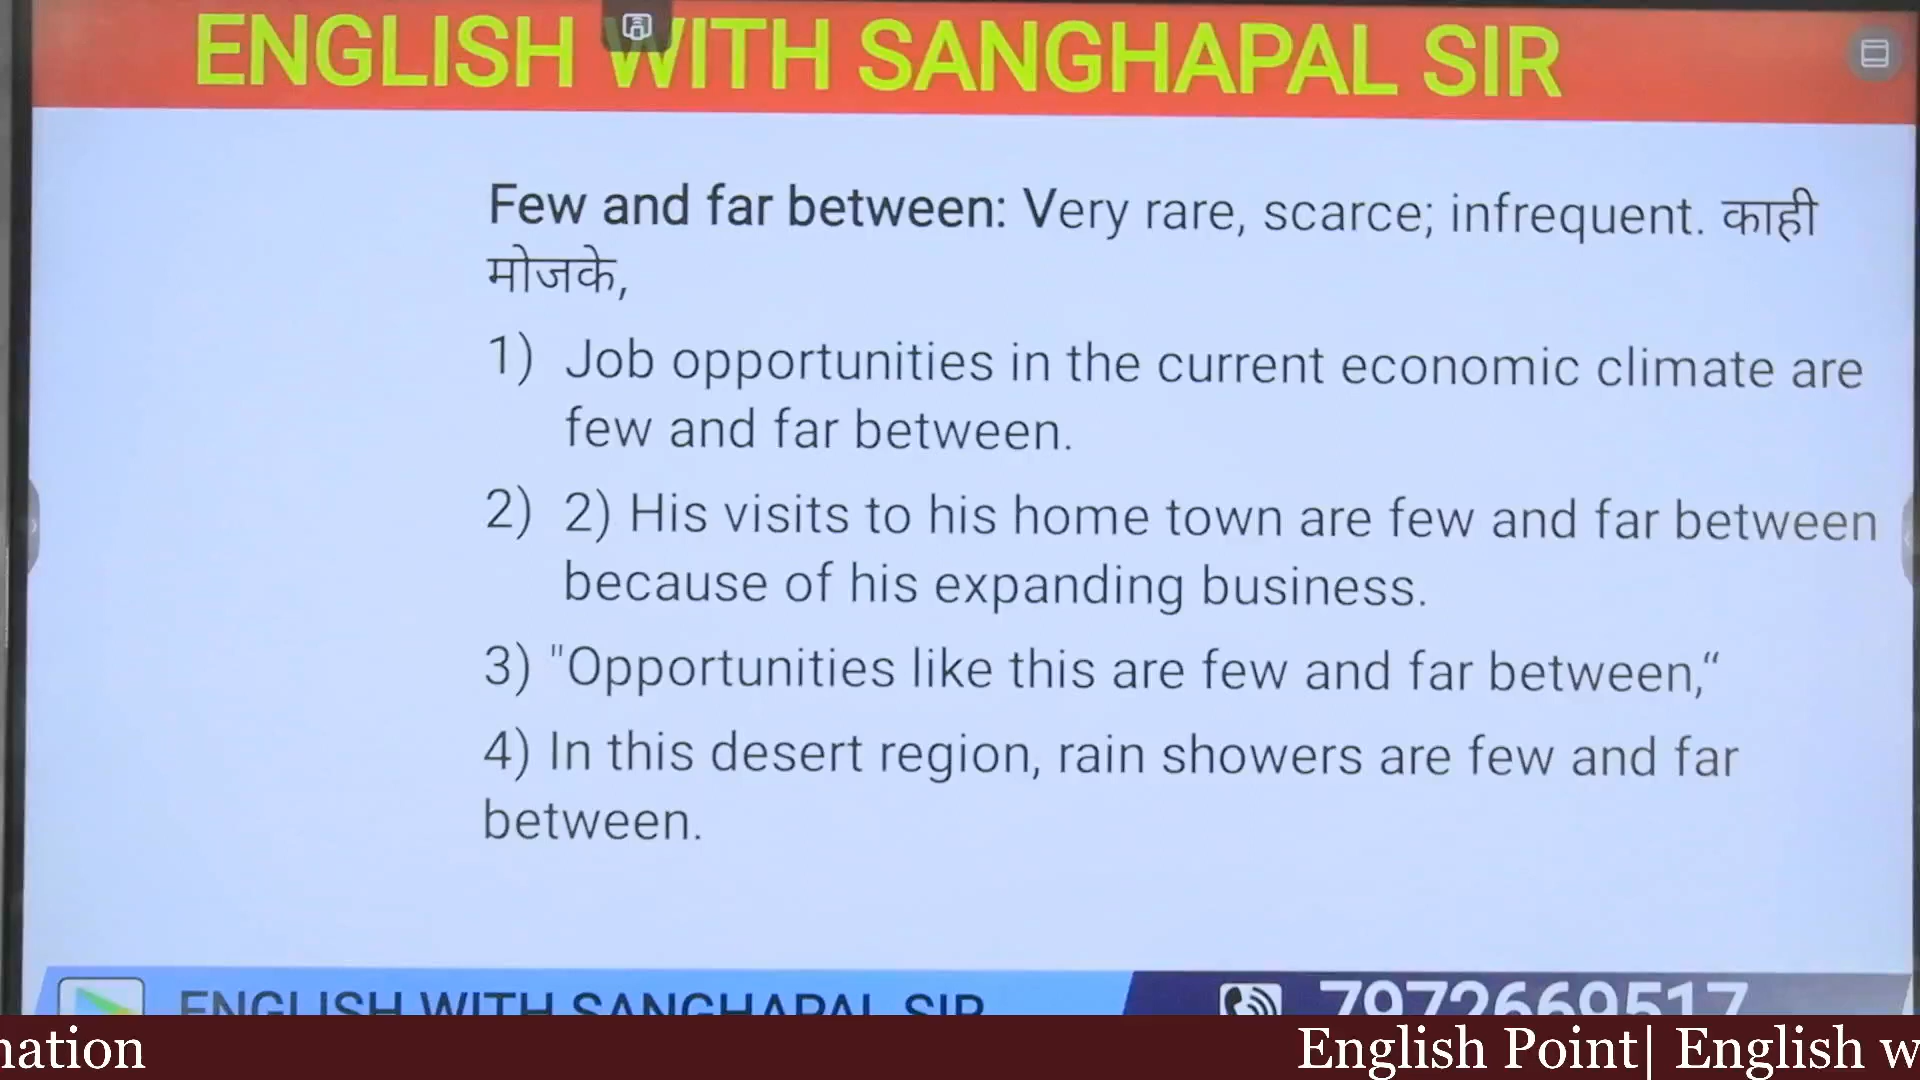 ENGLISH WITH SANGHAPAL SIR
Few and far between: Very rare, scarce; infrequent. काही
मोजके,
1) Job opportunities in the current economic climate are
few and far between.
2) 2) His visits to his home town are few and far between
because of his expanding business.
3) "Opportunities like this are few and far between,“
4) In this desert region, rain showers are few and far
between.
ENGLISH WITH SANGHAPAL SIR 7972669517
nation English Point| English w